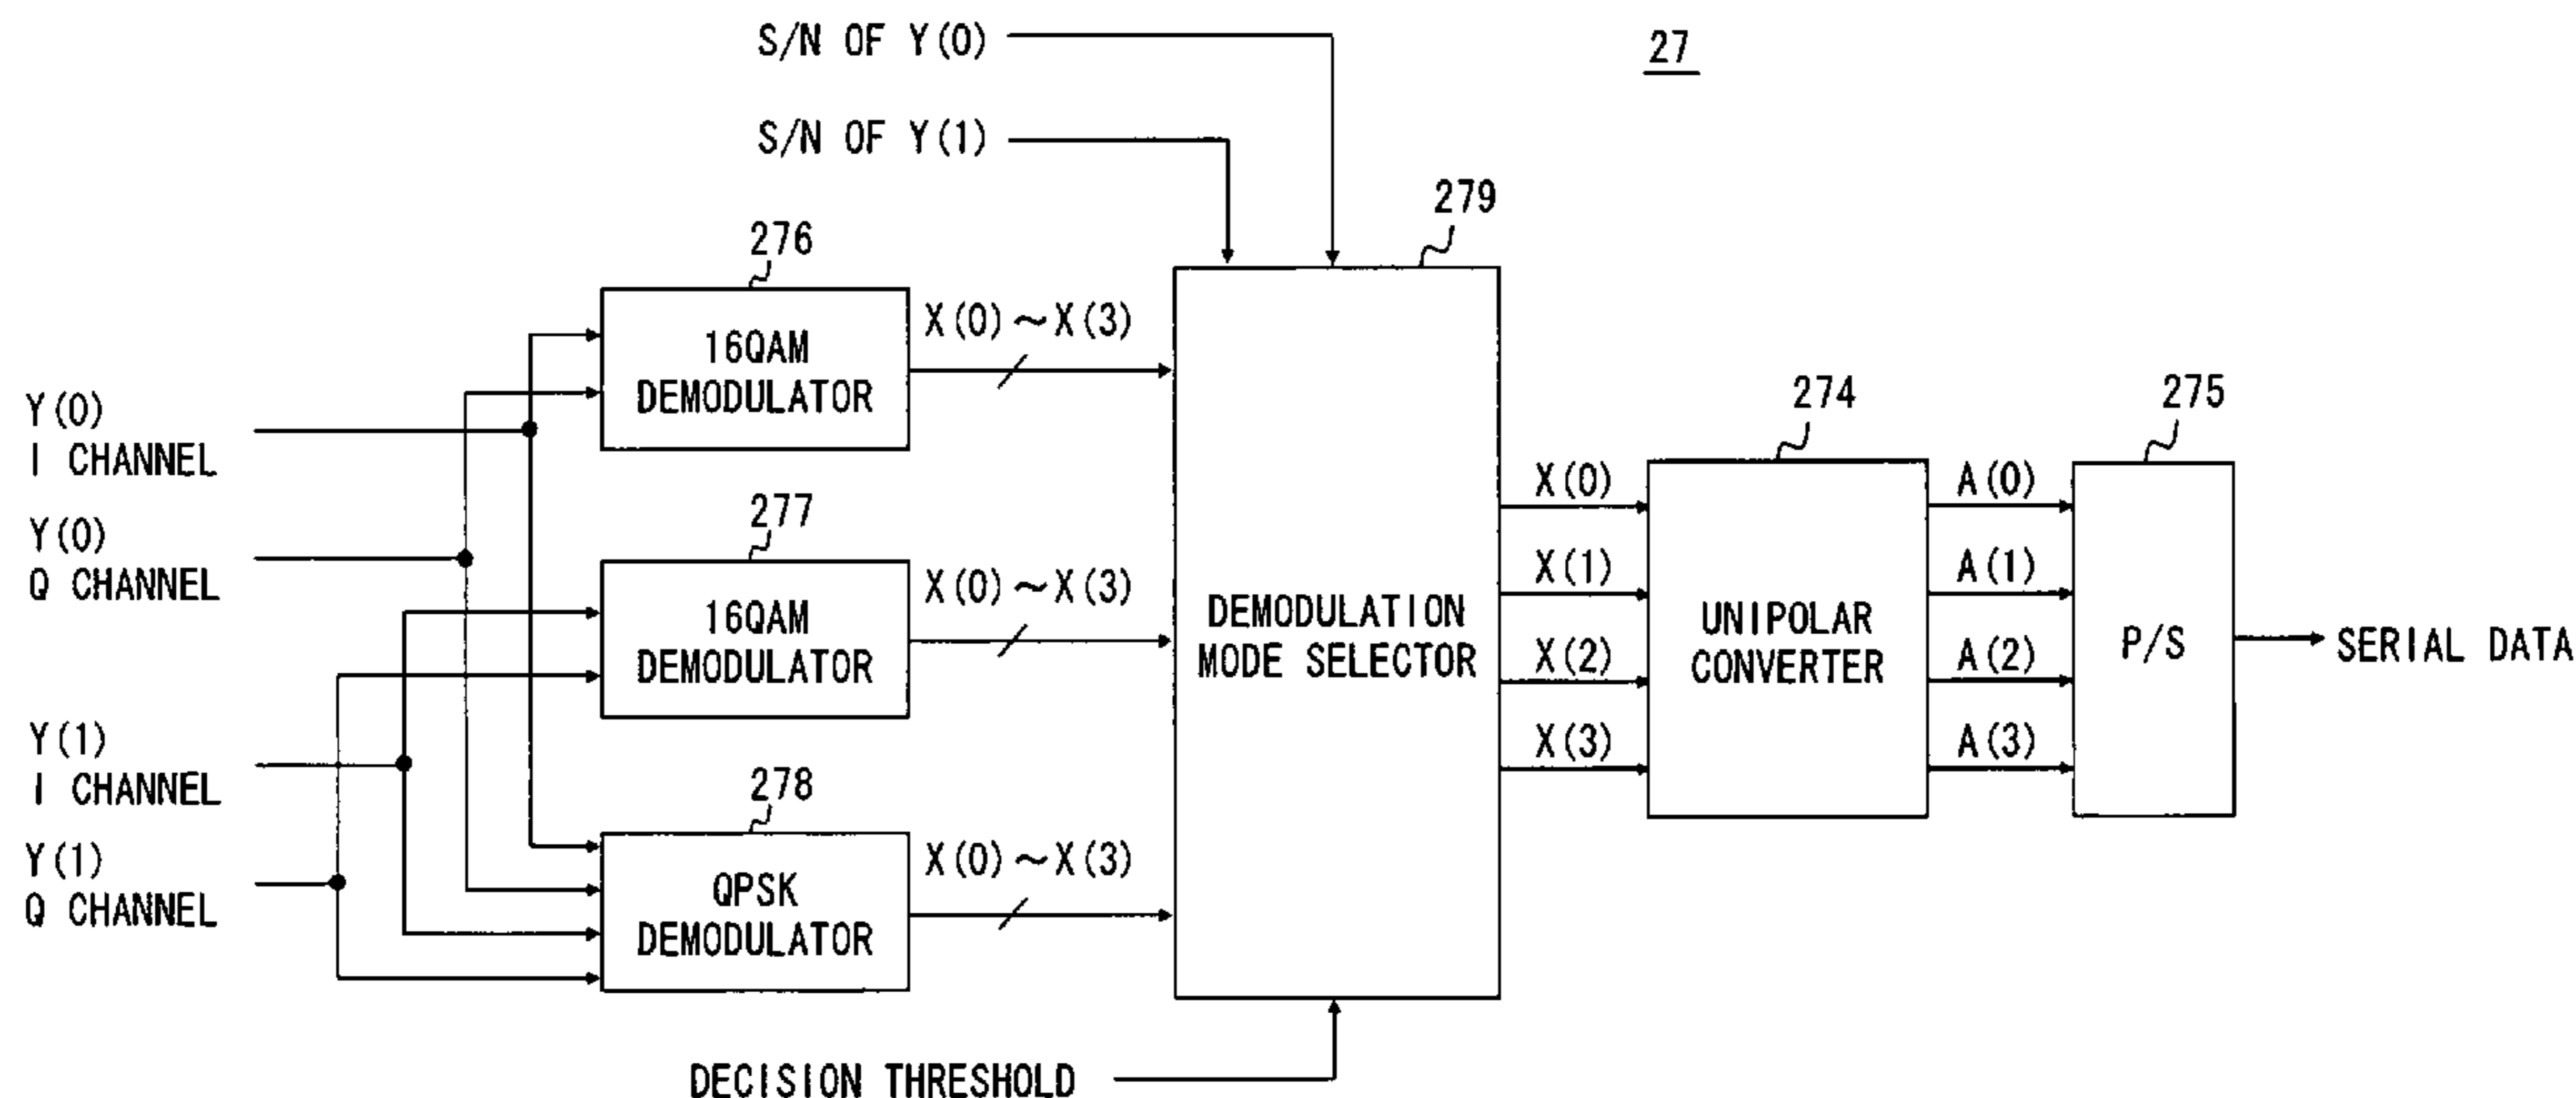 S/N OF Y(0)
27
S/N OF Y(1)
279
276
16QAM
DEMODULATOR
X(0)~X(3)
Y(0)
I CHANNEL
274
275
277
Y(0)
Q CHANNEL
16QAM
DEMODULATOR
X(0)~X(3)
DEMODULATION
MODE SELECTOR
X(0)
X(1)
X(2)
X(3)
UNIPOLAR
CONVERTER
A(0)
A(1)
A(2)
A(3)
P/S
SERIAL DATA
Y(1)
I CHANNEL
278
Y(1)
Q CHANNEL
QPSK
DEMODULATOR
X(0)~X(3)
DECISION THRESHOLD